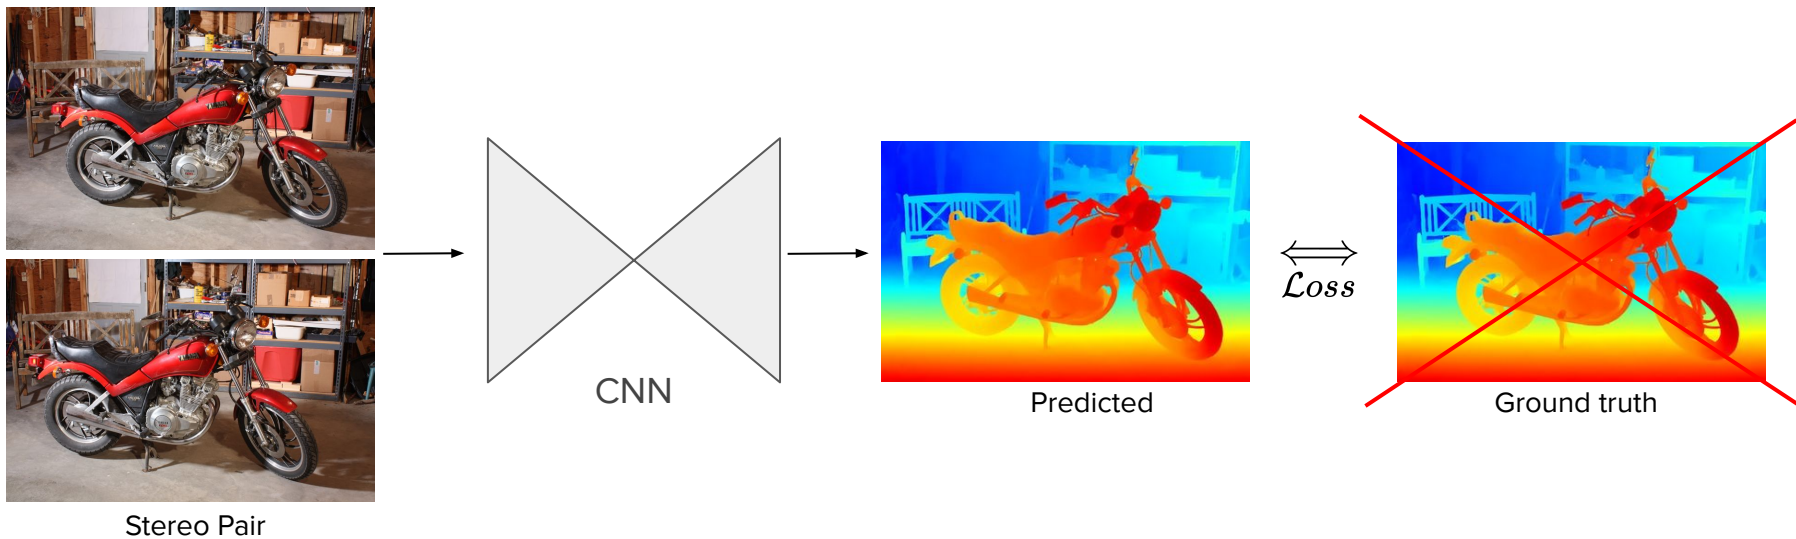 Stereo Pair
CNN
Predicted
Loss
Ground truth